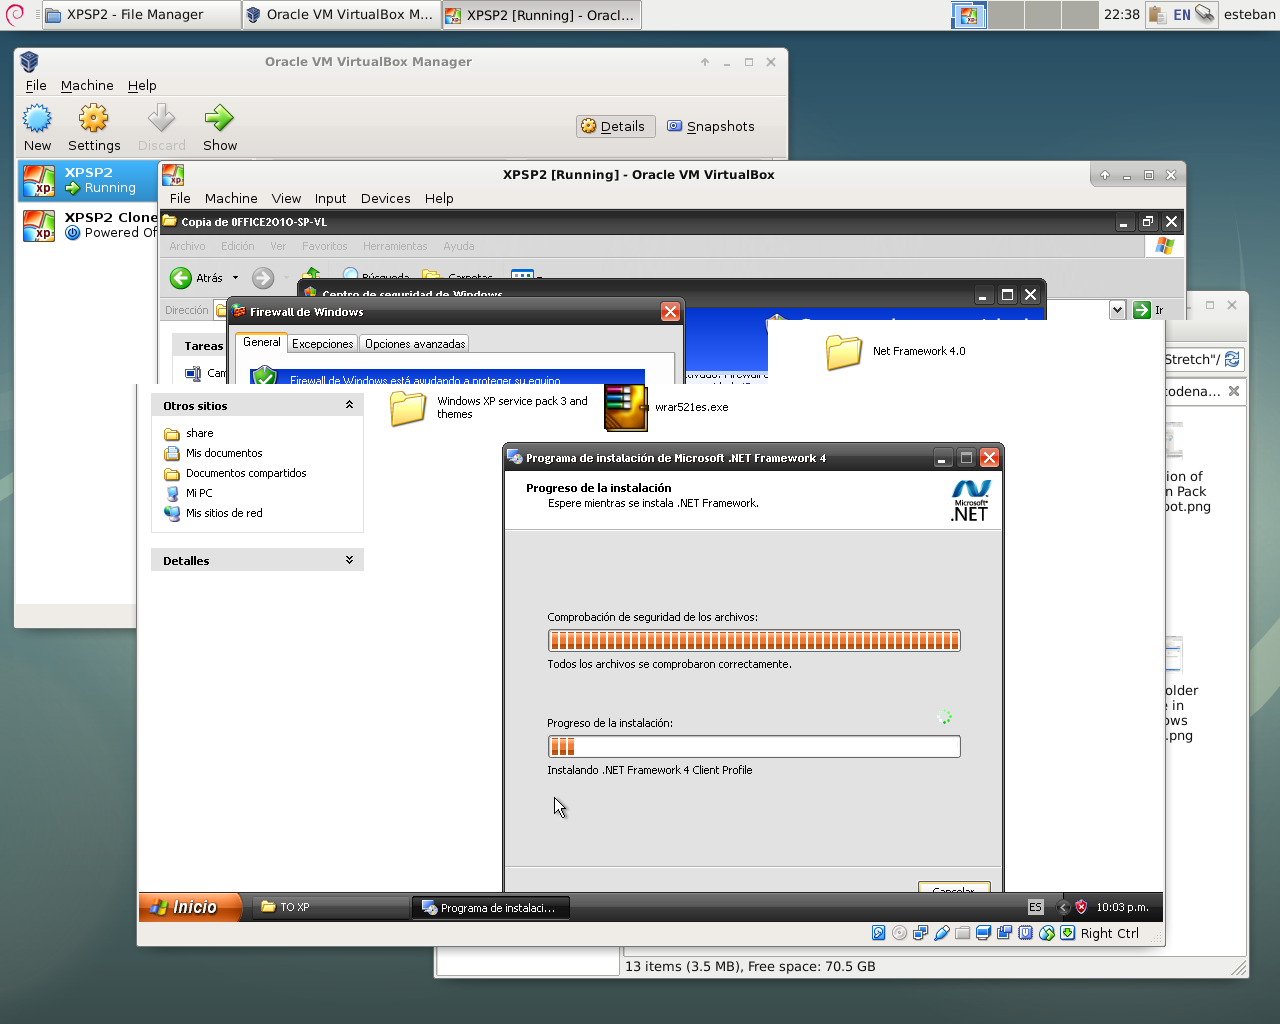 XPSP2 - File Manager
Oracle VM VirtualBox M...
XPSP2 [Running] - Oracl...
22:38
EN
esteban
Oracle VM VirtualBox Manager
File Machine Help
New
Settings
Discard
Show
Details
Snapshots
XPSP2
Running
XPSP2 Clone
Powered Of
XPSP2 [Running] - Oracle VM VirtualBox
File Machine View Input Devices Help
Copia de 0FFICE2O1O-SP-VL
Archivo Edición Ver Favoritos Herramientas Ayuda
Atrás
Búsqueda
Carpetas
Centro de seguridad de Windows
Dirección
Ir
Firewall de Windows
General
Excepciones
Opciones avanzadas
Firewall de Windows está ayudando a proteger su equipo
Tareas
Net Framework 4.0
Stretch"/
Otros sitios
share
Mis documentos
Documentos compartidos
Mi PC
Mis sitios de red
Detalles
Windows XP service pack 3 and
themes
wrar521es.exe
Programa de instalación de Microsoft .NET Framework 4
Progreso de la instalación
Espere mientras se instala .NET Framework.
Microsoft
.NET
Comprobación de seguridad de los archivos:
Todos los archivos se comprobaron correctamente.
Progreso de la instalación:
Instalando .NET Framework 4 Client Profile
Cancelar
todena...
ion of
n Pack
oot.png
older
e in
ows
.png
Inicio
TO XP
Programa de instalaci...
ES
10:03 p.m.
Right Ctrl
13 items (3.5 MB), Free space: 70.5 GB